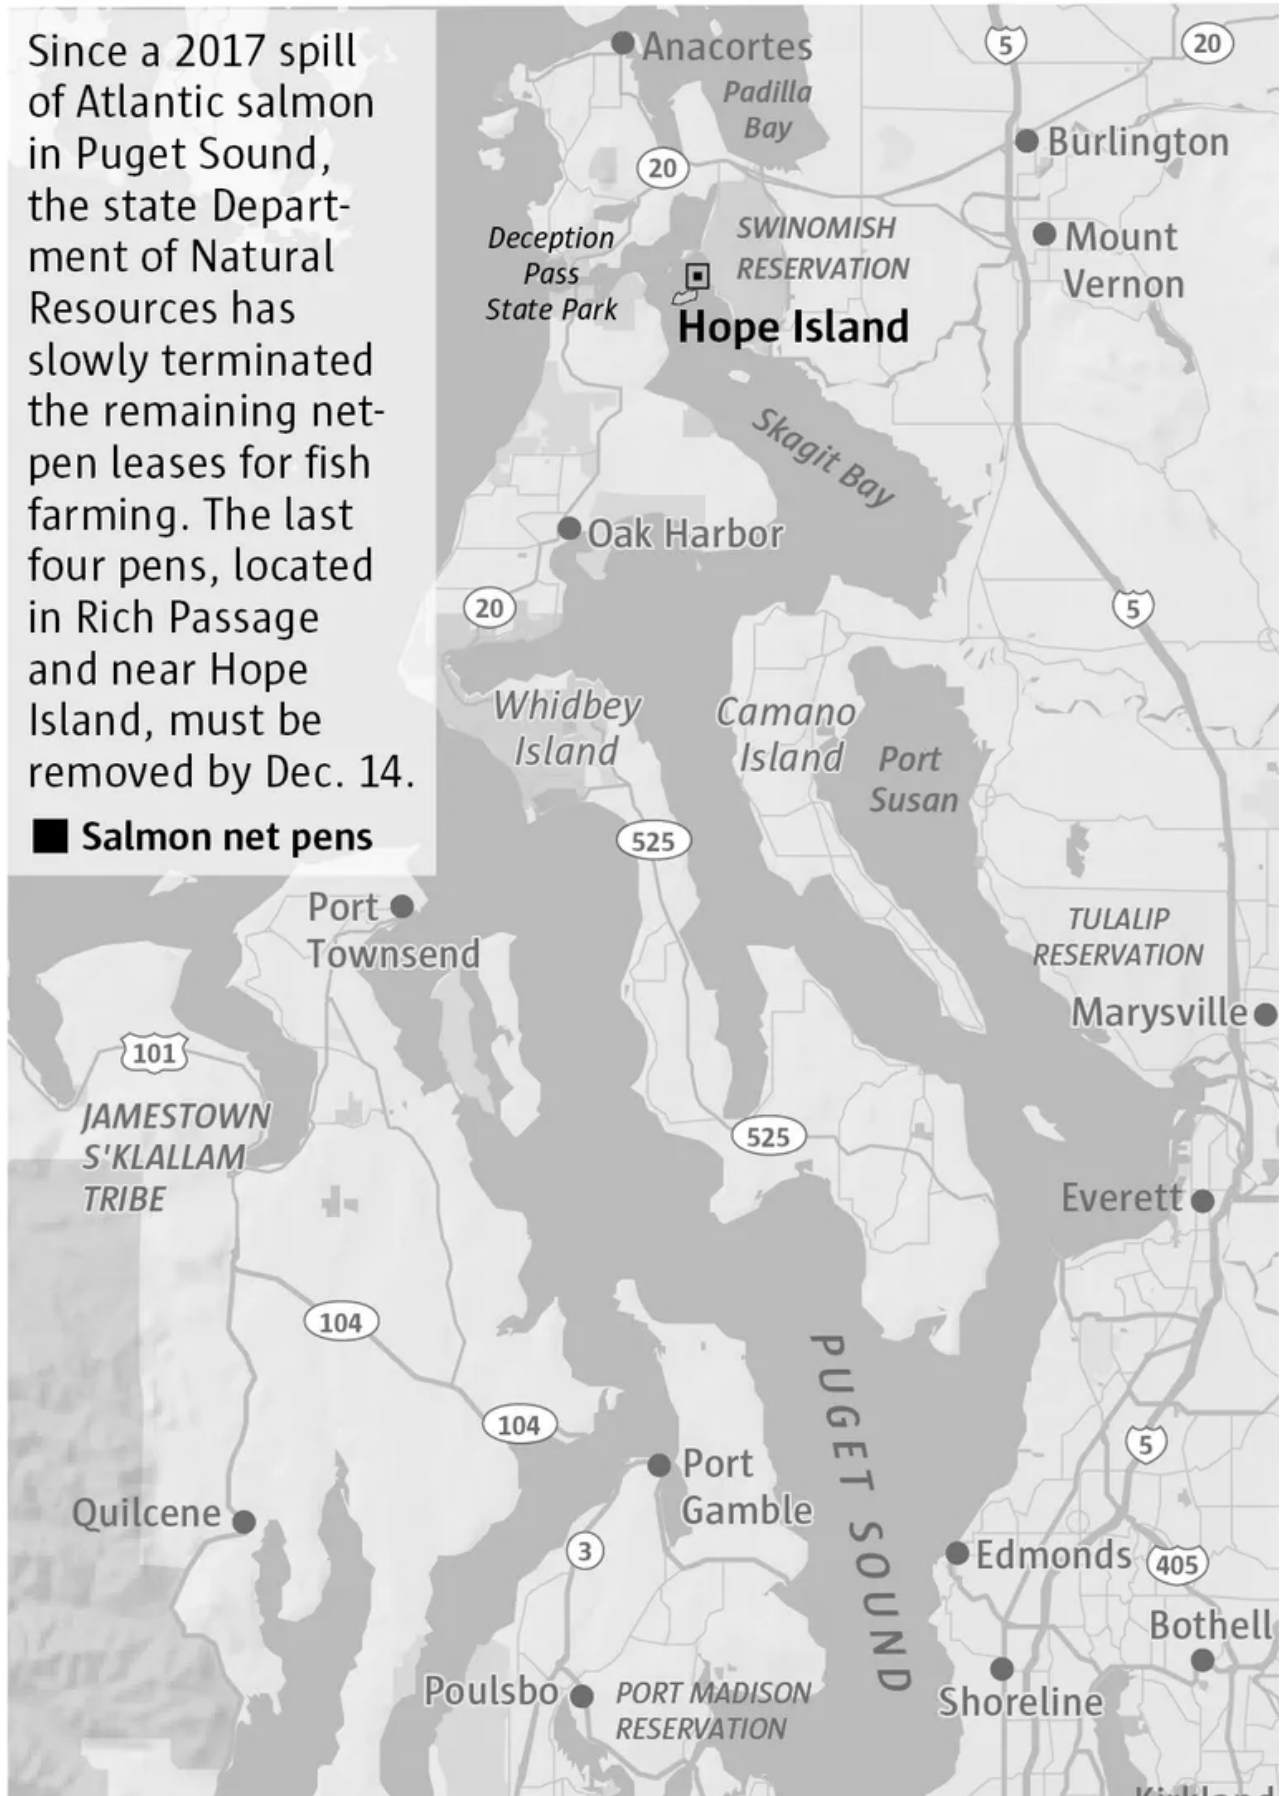 Since a 2017 spill
of Atlantic salmon
in Puget Sound,
the state Depart-
ment of Natural
Resources has
slowly terminated
the remaining net-
pen leases for fish
farming. The last
four pens, located
in Rich Passage
and near Hope
Island, must be
removed by Dec. 14.
Salmon net pens
Anacortes
Padilla
Bay
5
20
Burlington
20
Mount
Vernon
SWINOMISH
RESERVATION
Deception
Pass
State Park
Hope Island
Skagit Bay
Oak Harbor
20
5
Whidbey
Island
Camano
Island
Port
Susan
525
Port
Townsend
TULALIP
RESERVATION
Marysville
101
JAMESTOWN
S'KLALLAM
TRIBE
525
Everett
104
104
PUGET SOUND
5
Port
Gamble
Quilcene
3
Edmonds
405
Bothell
Poulsbo
PORT MADISON
RESERVATION
Shoreline
Kirkland